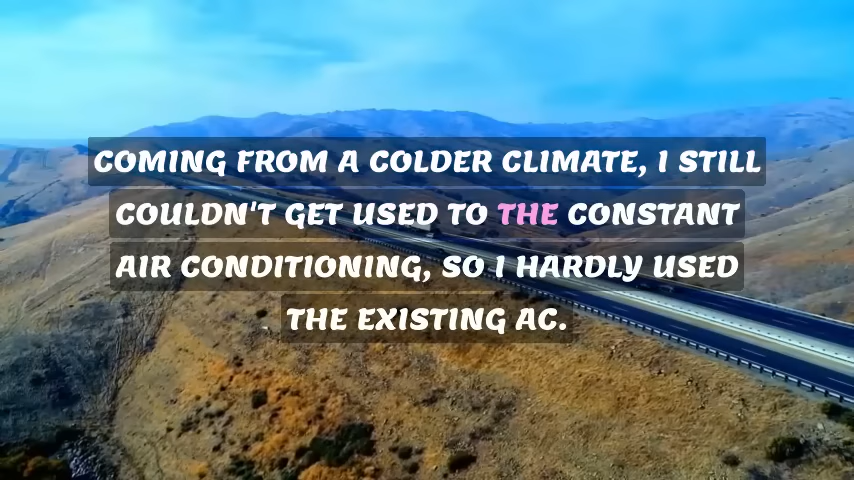 COMING FROM A COLDER CLIMATE, I STILL
COULDN'T GET USED TO THE CONSTANT
AIR CONDITIONING, SO I HARDLY USED
THE EXISTING AC.